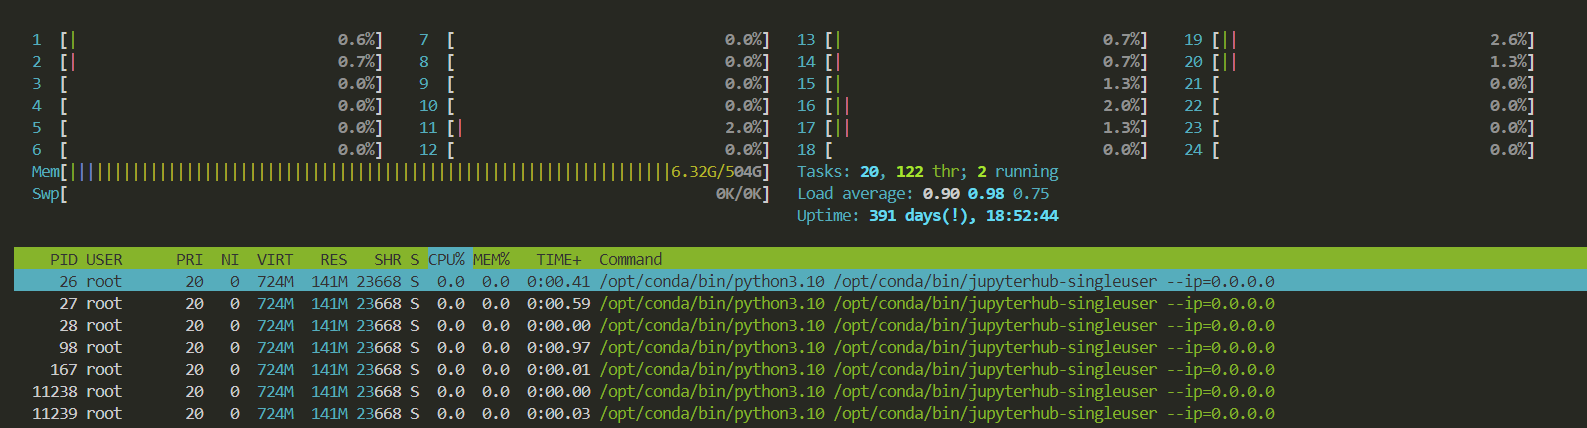 1 [| 0.6%] 7 [ 0.0%] 13 [| 0.7%] 19 [|| 2.6%]
2 [| 0.7%] 8 [ 0.0%] 14 [| 0.7%] 20 [|| 1.3%]
3 [ 0.0%] 9 [ 0.0%] 15 [| 1.3%] 21 [ 0.0%]
4 [ 0.0%] 10 [ 0.0%] 16 [|| 2.0%] 22 [ 0.0%]
5 [ 0.0%] 11 [| 2.0%] 17 [|| 1.3%] 23 [ 0.0%]
6 [ 0.0%] 12 [ 0.0%] 18 [ 0.0%] 24 [ 0.0%]
Mem[|||||||||||||||||||||||||||||||||||||||||||||||||||||||||||||||||||6.32G/504G] Tasks: 20, 122 thr; 2 running
Swp[ 0K/0K] Load average: 0.90 0.98 0.75
Uptime: 391 days(!), 18:52:44
PID USER PRI NI VIRT RES SHR S CPU% MEM% TIME+ Command
26 root 20 0 724M 141M 23668 S 0.0 0.0 0:00.41 /opt/conda/bin/python3.10 /opt/conda/bin/jupyterhub-singleuser --ip=0.0.0.0
27 root 20 0 724M 141M 23668 S 0.0 0.0 0:00.59 /opt/conda/bin/python3.10 /opt/conda/bin/jupyterhub-singleuser --ip=0.0.0.0
28 root 20 0 724M 141M 23668 S 0.0 0.0 0:00.00 /opt/conda/bin/python3.10 /opt/conda/bin/jupyterhub-singleuser --ip=0.0.0.0
98 root 20 0 724M 141M 23668 S 0.0 0.0 0:00.97 /opt/conda/bin/python3.10 /opt/conda/bin/jupyterhub-singleuser --ip=0.0.0.0
167 root 20 0 724M 141M 23668 S 0.0 0.0 0:00.01 /opt/conda/bin/python3.10 /opt/conda/bin/jupyterhub-singleuser --ip=0.0.0.0
11238 root 20 0 724M 141M 23668 S 0.0 0.0 0:00.00 /opt/conda/bin/python3.10 /opt/conda/bin/jupyterhub-singleuser --ip=0.0.0.0
11239 root 20 0 724M 141M 23668 S 0.0 0.0 0:00.03 /opt/conda/bin/python3.10 /opt/conda/bin/jupyterhub-singleuser --ip=0.0.0.0